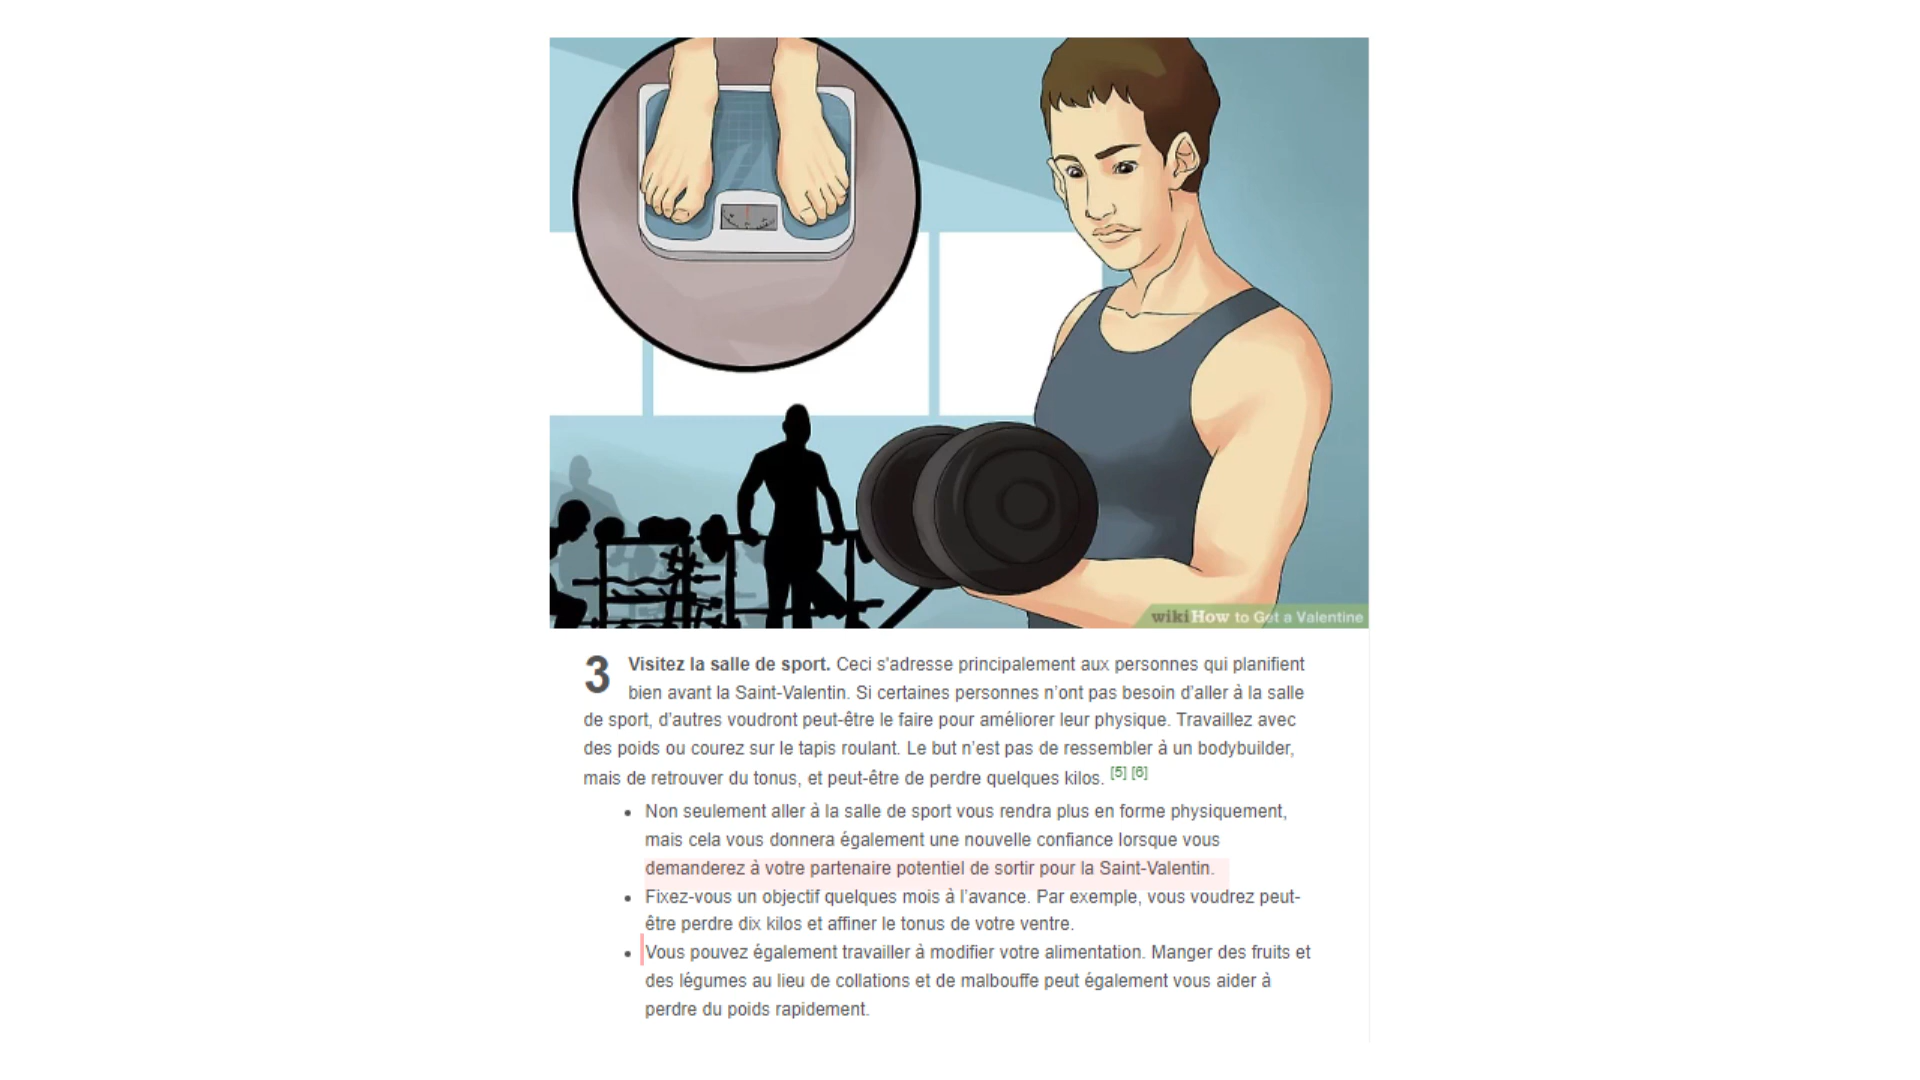 wikiHow to Get a Valentine
3 Visitez la salle de sport. Ceci s'adresse principalement aux personnes qui planifient
bien avant la Saint-Valentin. Si certaines personnes n’ont pas besoin d’aller à la salle
de sport, d’autres voudront peut-être le faire pour améliorer leur physique. Travaillez avec
des poids ou courez sur le tapis roulant. Le but n’est pas de ressembler à un bodybuilder,
mais de retrouver du tonus, et peut-être de perdre quelques kilos. [5] [6]
• Non seulement aller à la salle de sport vous rendra plus en forme physiquement,
mais cela vous donnera également une nouvelle confiance lorsque vous
demanderez à votre partenaire potentiel de sortir pour la Saint-Valentin.
• Fixez-vous un objectif quelques mois à l’avance. Par exemple, vous voudrez peut-
être perdre dix kilos et affiner le tonus de votre ventre.
• Vous pouvez également travailler à modifier votre alimentation. Manger des fruits et
des légumes au lieu de collations et de malbouffe peut également vous aider à
perdre du poids rapidement.